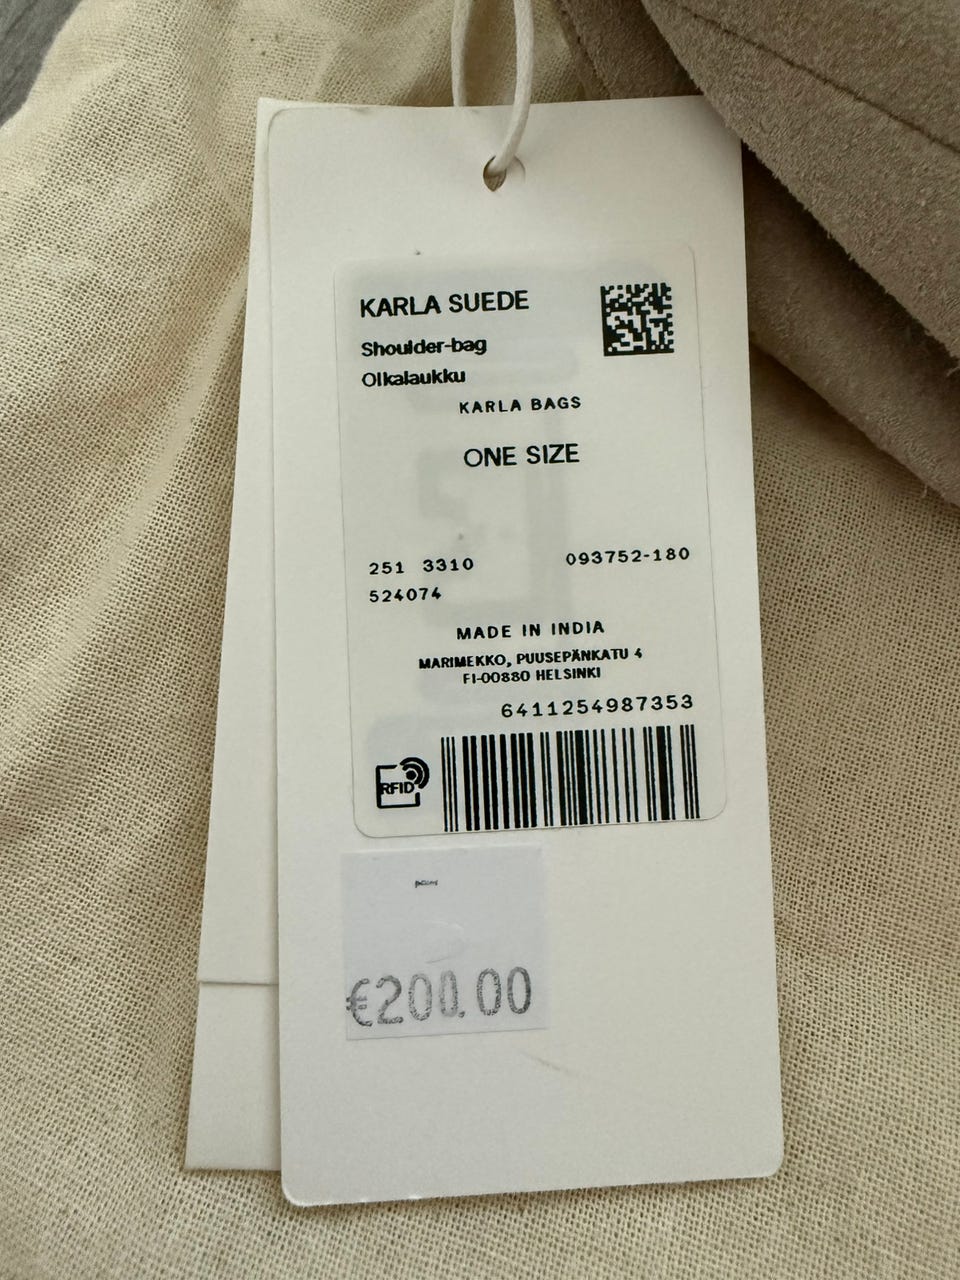 KARLA SUEDE
Shoulder-bag
Olkalaukku
KARLA BAGS
ONE SIZE
251 3310 093752-180
524074
MADE IN INDIA
MARIMEKKO, PUUSEPÄNKATU 4
FI-00880 HELSINKI
6411254987353
RFID
€200.00